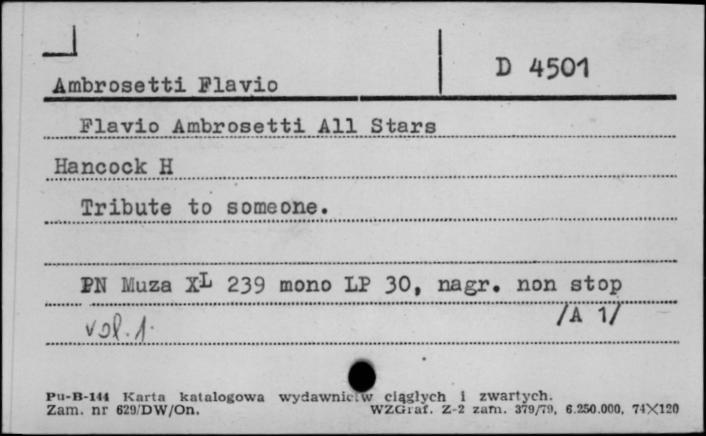 D 4501
Ambrosetti Flavio
Flavio Ambrosetti All Stars
Hancock H
Tribute to someone.
PN Muza XL 239 mono LP 30, nagr. non stop
/A 1/
vol. 1.
Pu-B-144 Karta katalogowa wydawnictw ciągłych i zwartych.
Zam. nr 629/DW/On. WZGraf. Z-2 zam. 379/79, 6.250.000, 74×120